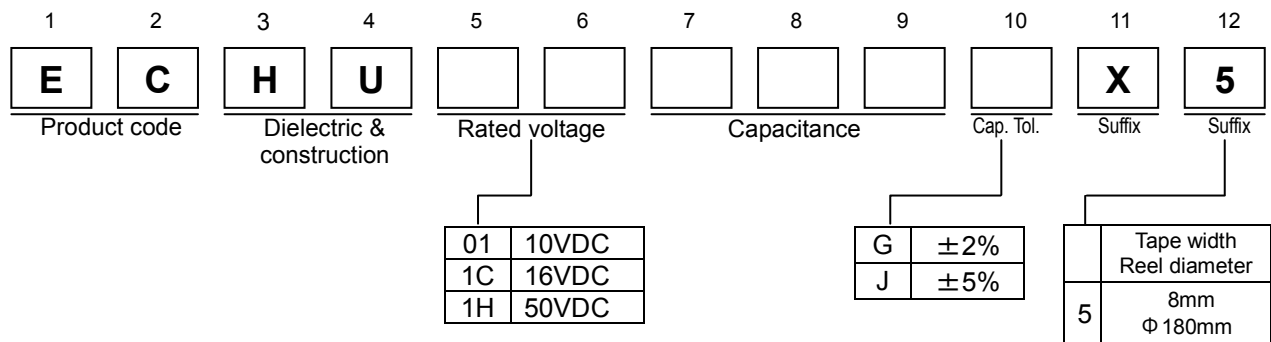 1 2 3 4 5 6 7 8 9 10 11 12
E C H U X 5
Product code Dielectric & Rated voltage Capacitance Cap. Tol. Suffix Suffix
construction
01 10VDC
1C 16VDC
1H 50VDC
G ±2%
J ±5%
Tape width
Reel diameter
5 8mm
Φ180mm